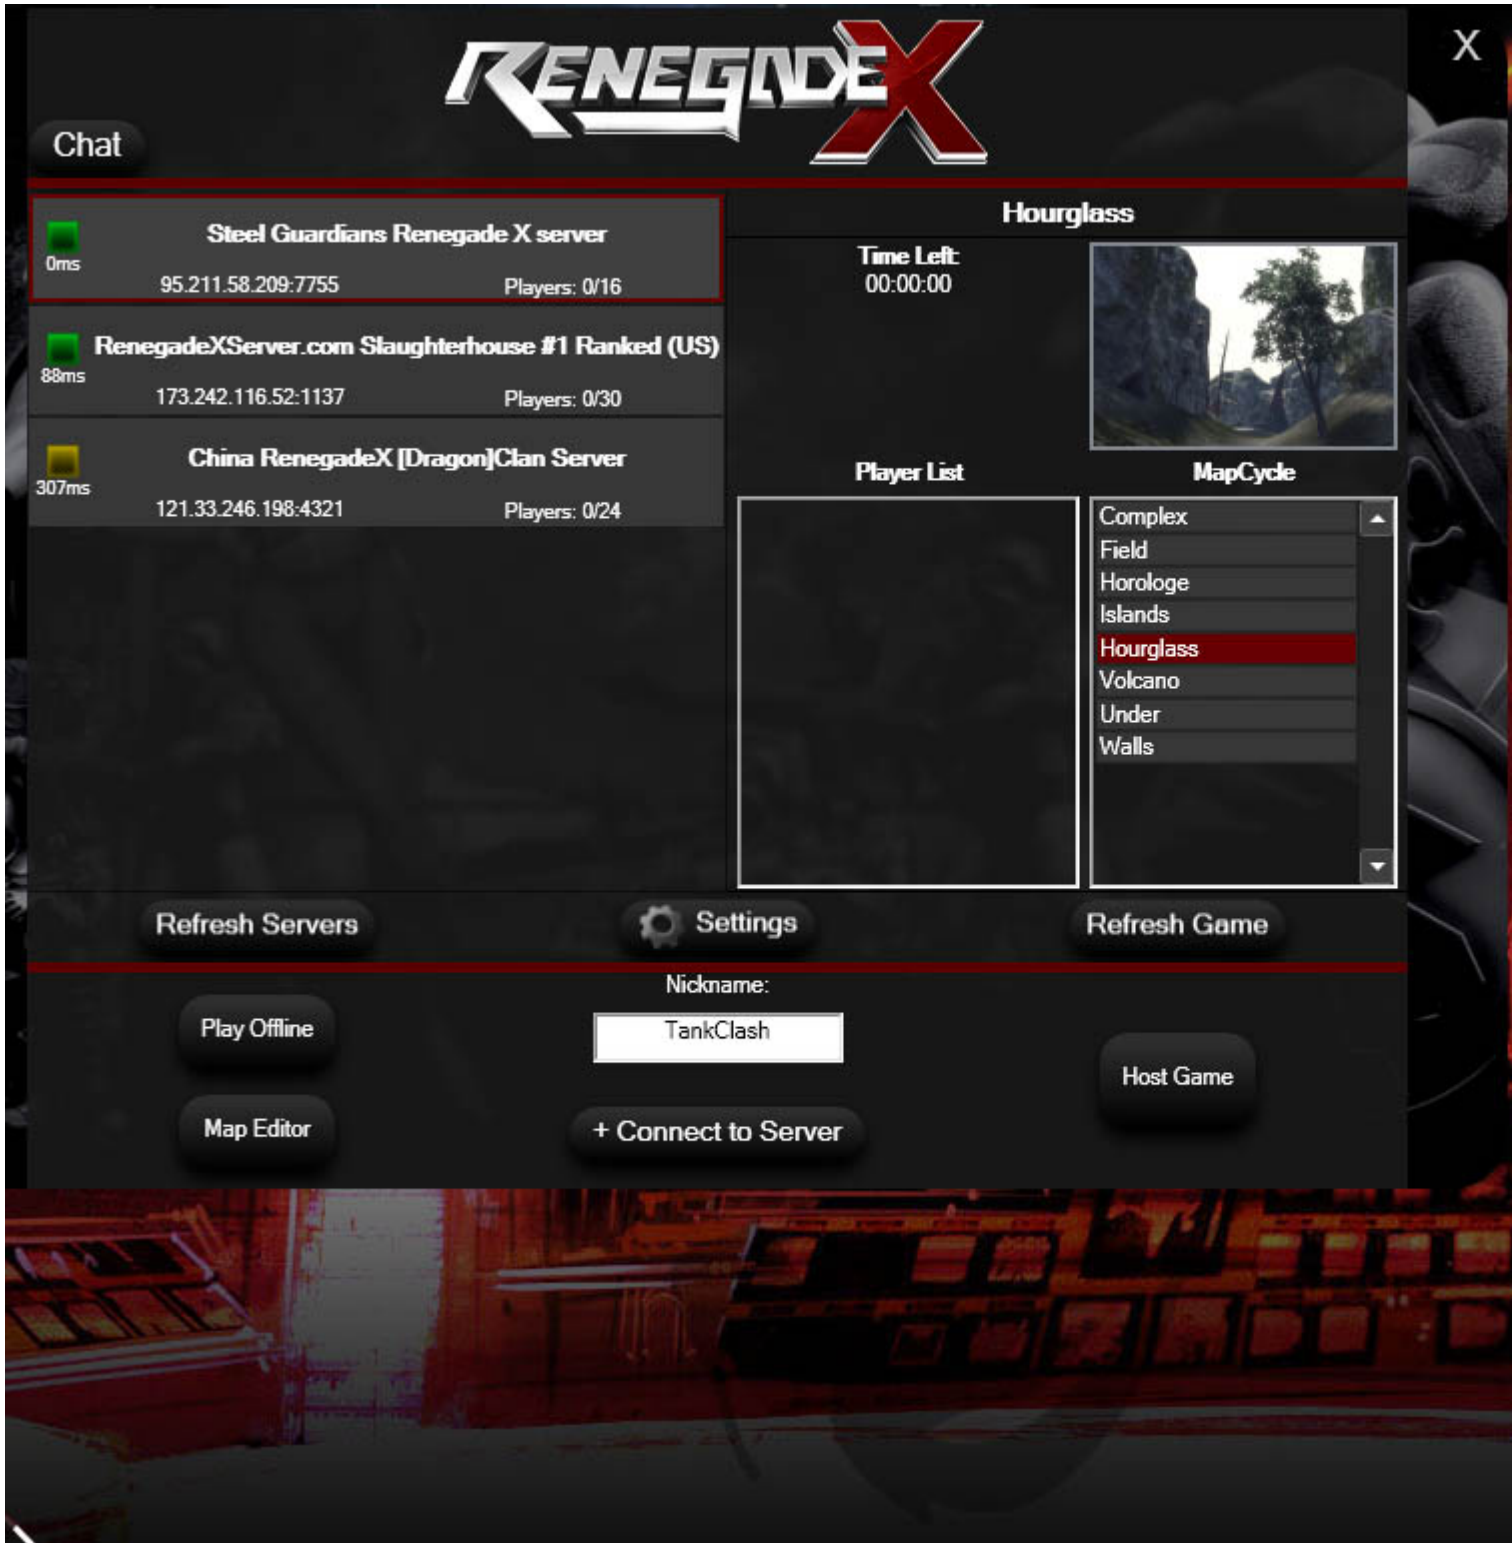 RENEGADE X
X
Chat
Steel Guardians Renegade X server
0ms
95.211.58.209:7755 Players: 0/16
RenegadeXServer.com Slaughterhouse #1 Ranked (US)
88ms
173.242.116.52:1137 Players: 0/30
China RenegadeX [Dragon]Clan Server
307ms
121.33.246.198:4321 Players: 0/24
Hourglass
Time Left:
00:00:00
Player List
MapCycle
Complex
Field
Horologe
Islands
Hourglass
Volcano
Under
Walls
Refresh Servers
Settings
Refresh Game
Nickname:
Play Offline
TankClash
Host Game
Map Editor
+ Connect to Server